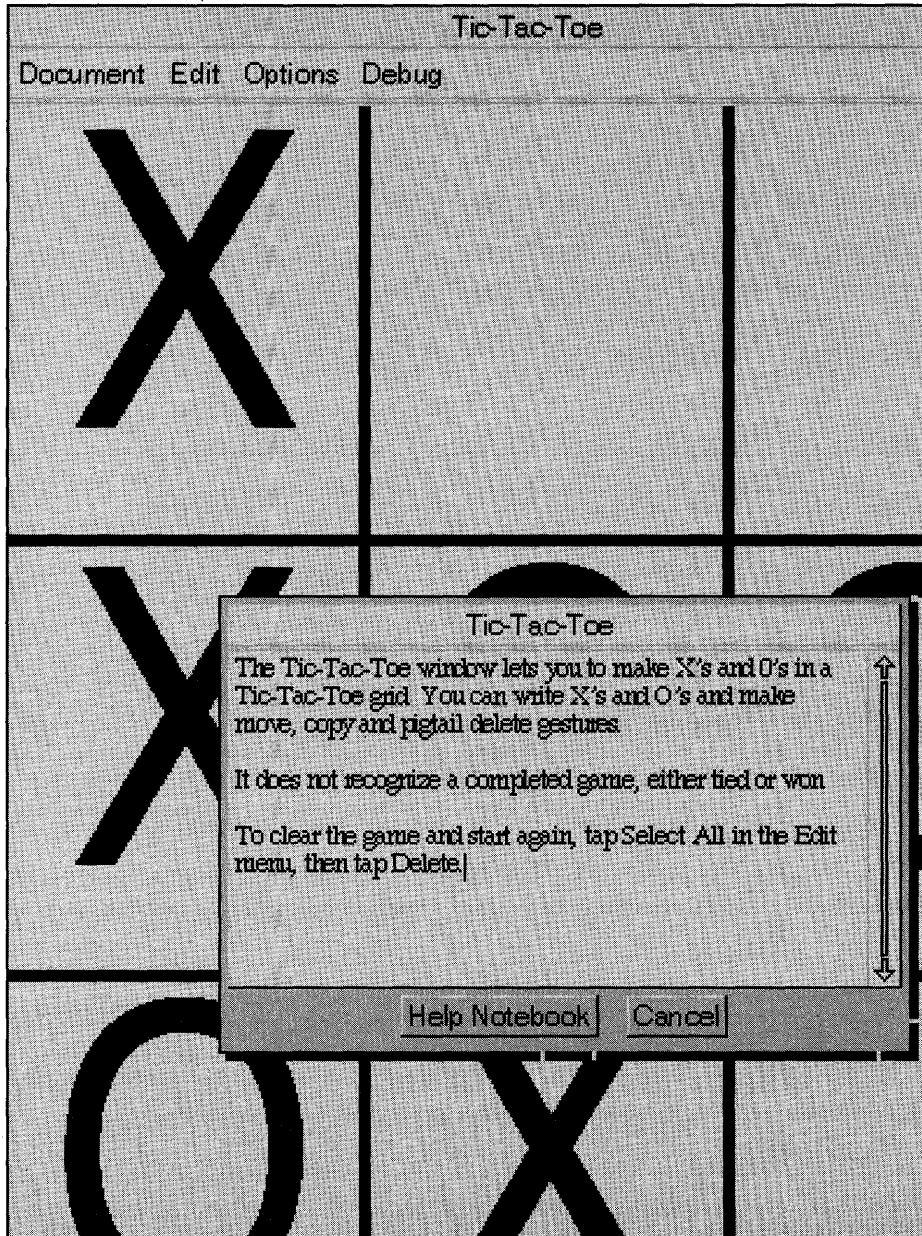 Tic-Tac-Toe
Document Edit Options Debug
X
X
Tic-Tac-Toe
The Tic-Tac-Toe window lets you to make X's and 0's in a
Tic-Tac-Toe grid. You can write X's and O's and make
move, copy and pigtail delete gestures.
It does not recognize a completed game, either tied or won
To clear the game and start again, tap Select All in the Edit
menu, then tap Delete.
Help Notebook Cancel
O X